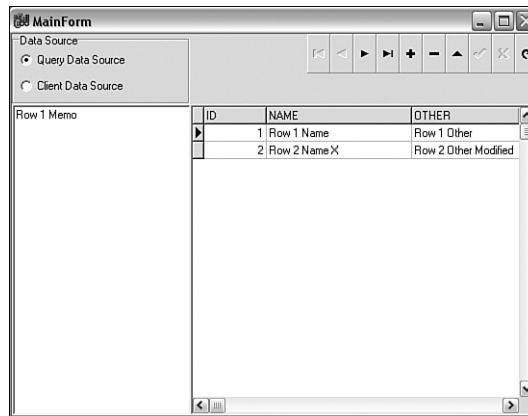 MainForm
Data Source
Query Data Source
Client Data Source
Row 1 Memo
ID NAME OTHER
1 Row 1 Name Row 1 Other
2 Row 2 Name X Row 2 Other Modified